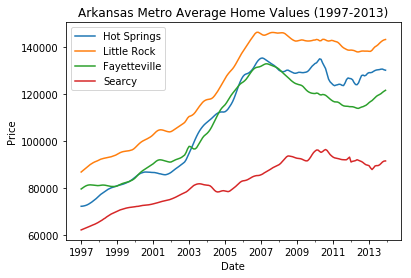 Arkansas Metro Average Home Values (1997-2013)
Hot Springs
Little Rock
Fayetteville
Searcy
140000
120000
100000
80000
60000
Price
1997 1999 2001 2003 2005 2007 2009 2011 2013
Date